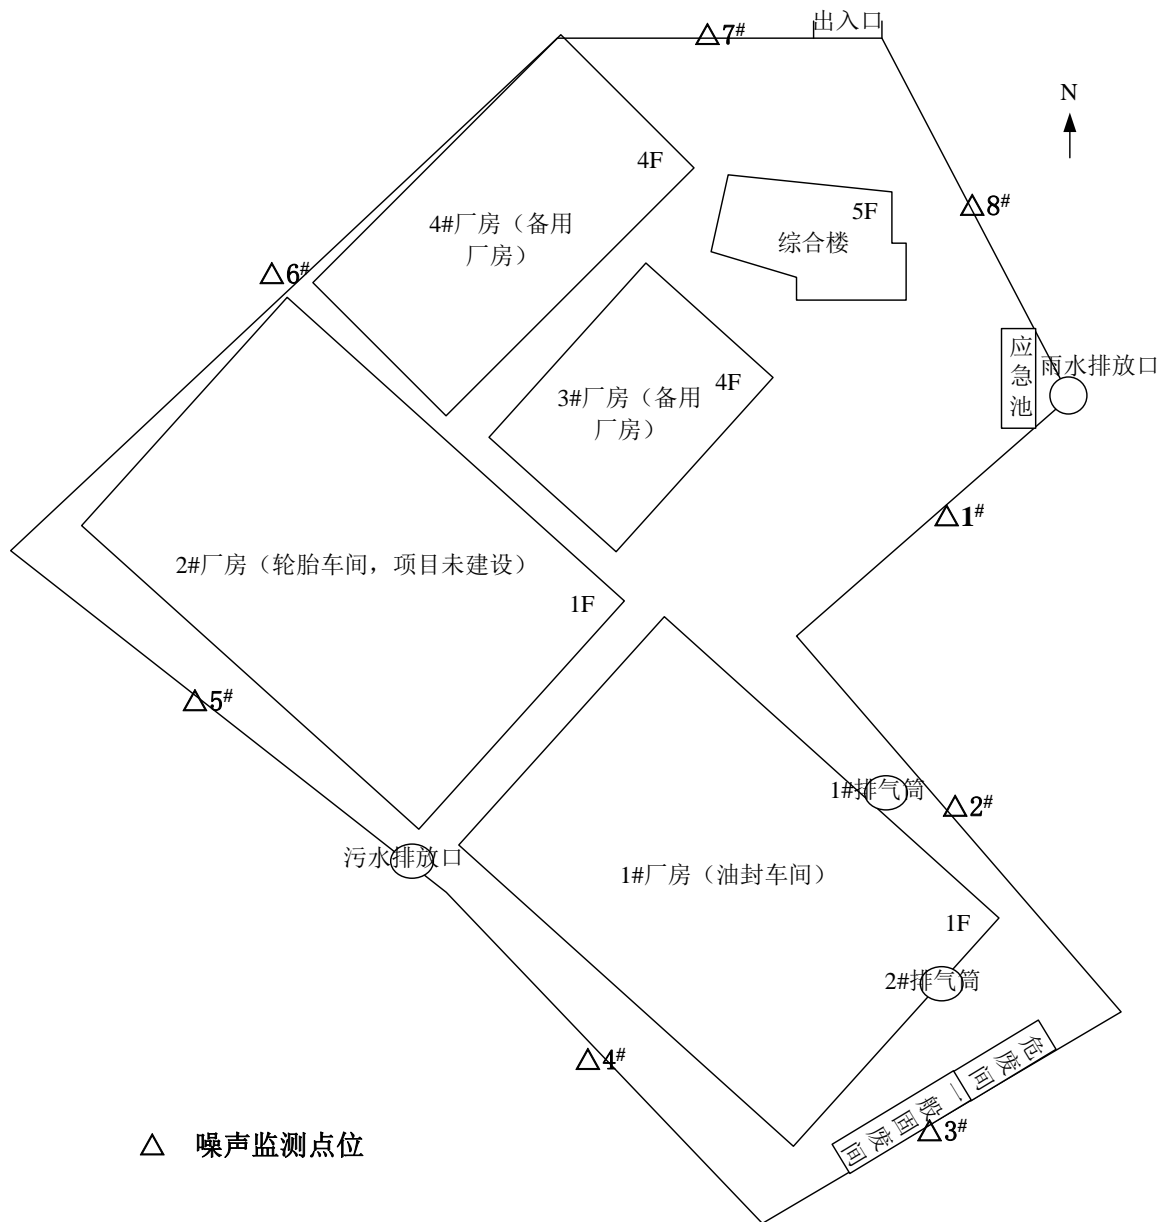 出入口
△7#
N
4F
4#厂房（备用
厂房）
5F
综合楼
△8#
△6#
应急池
雨水排放口
4F
3#厂房（备用
厂房）
△1#
2#厂房（轮胎车间，项目未建设）
1F
△5#
1#排气筒
△2#
污水排放口
1#厂房（油封车间）
1F
2#排气筒
△4#
危废间
一般固废间
△3#
△ 噪声监测点位